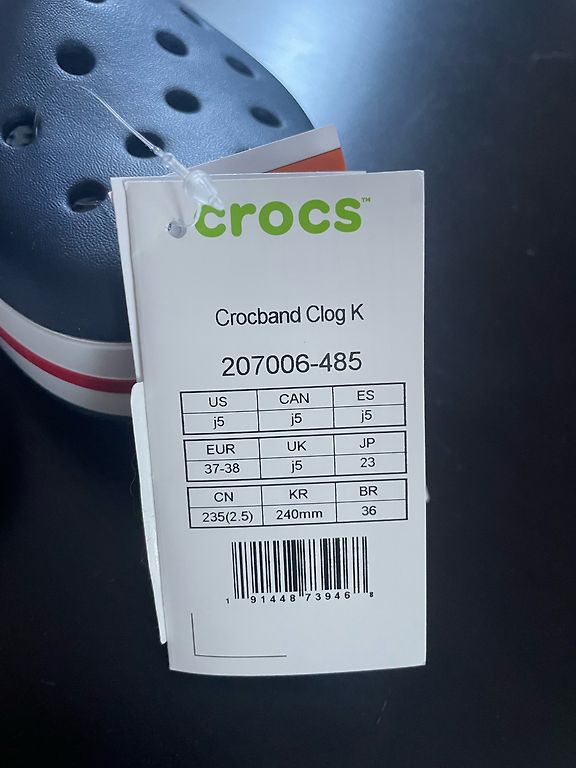 crocs™
Crocband Clog K
207006-485
US CAN ES
j5 j5 j5
EUR UK JP
37-38 j5 23
CN KR BR
235(2.5) 240mm 36
1 91448 73946 8